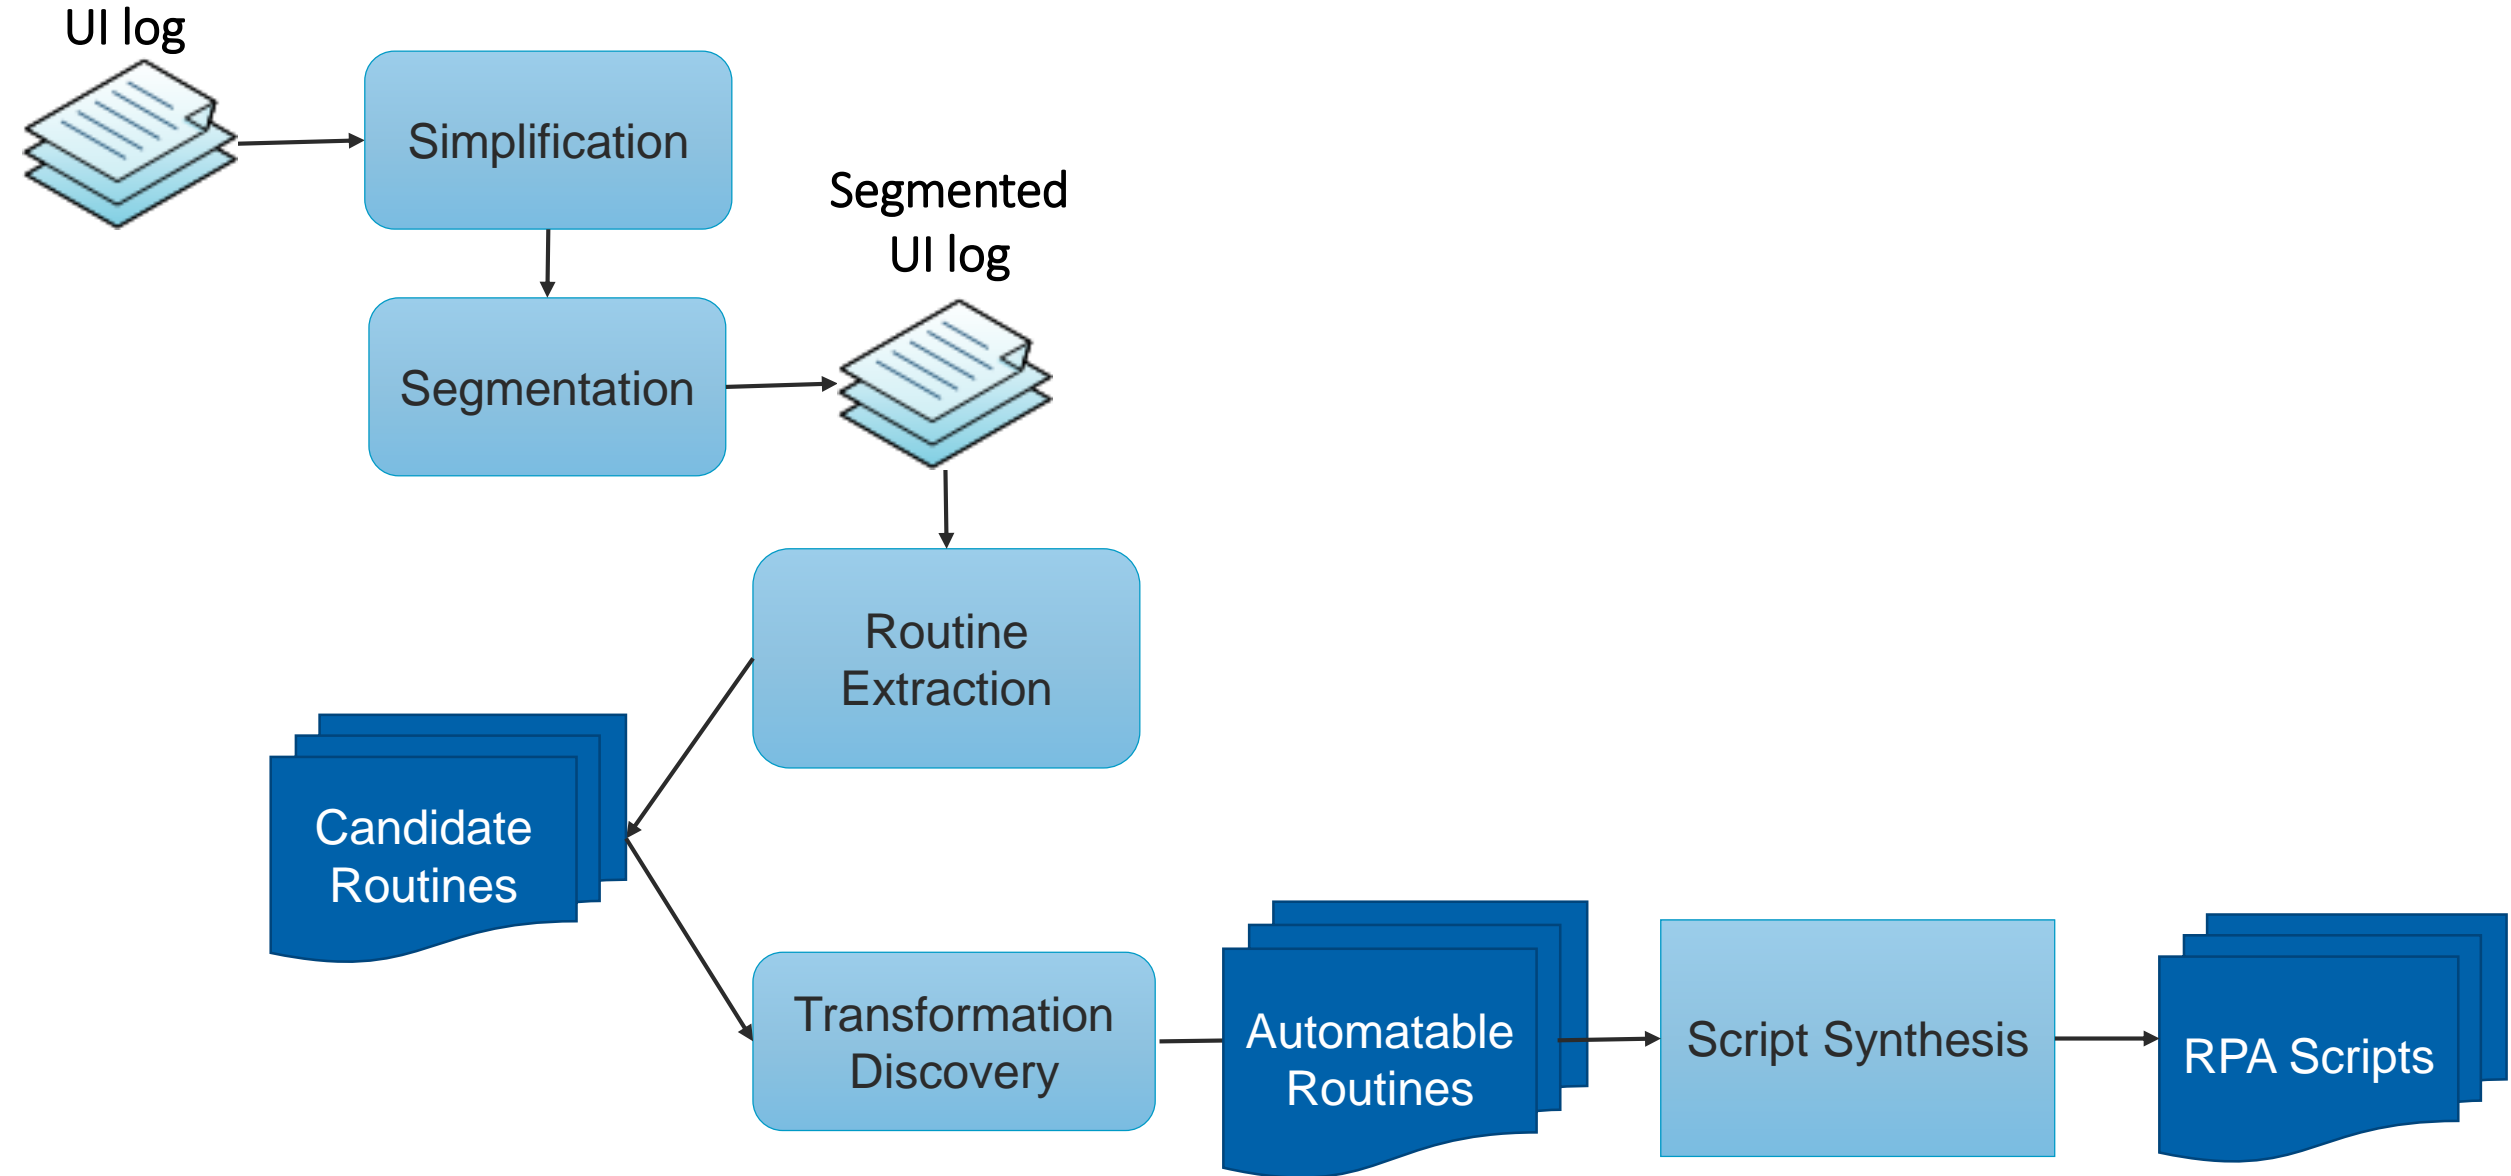 UI log
Simplification
Segmented
UI log
Segmentation
Routine
Extraction
Candidate
Routines
Transformation
Discovery
Automatable
Routines
Script Synthesis
RPA Scripts